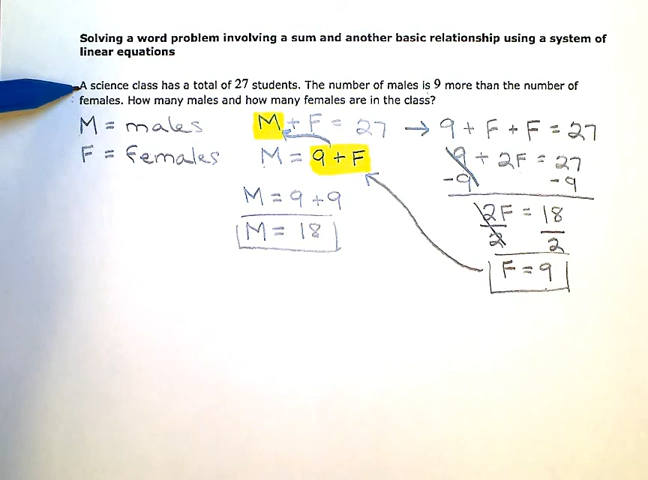 Solving a word problem involving a sum and another basic relationship using a system of
linear equations
A science class has a total of 27 students. The number of males is 9 more than the number of
females. How many males and how many females are in the class?
M = males
F = females
M + F = 27
M = 9 + F
M = 9 + 9
M = 18
→ 9 + F + F = 27
9 + 2F = 27
-9 -9
2F = 18
2 2
F = 9